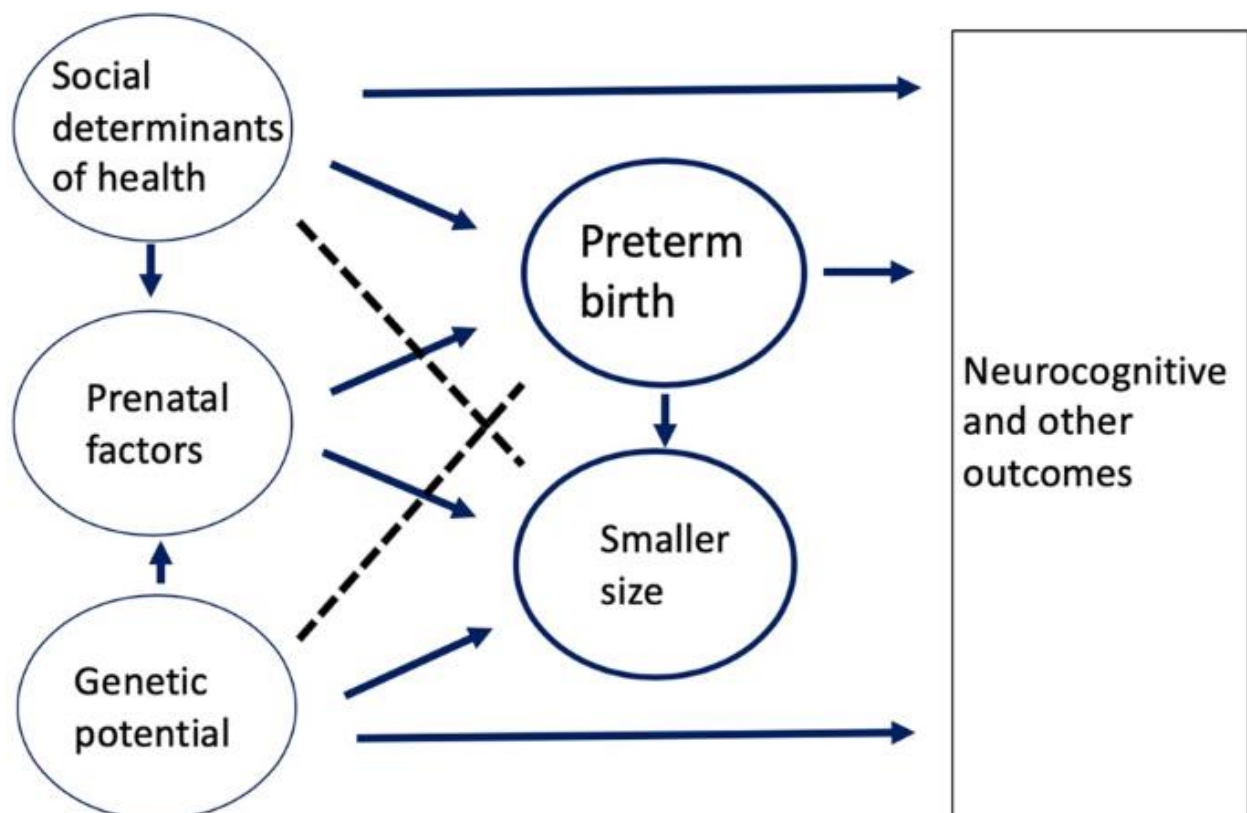 Social
determinants
of health
Preterm
birth
Prenatal
factors
Neurocognitive
and other
outcomes
Smaller
size
Genetic
potential